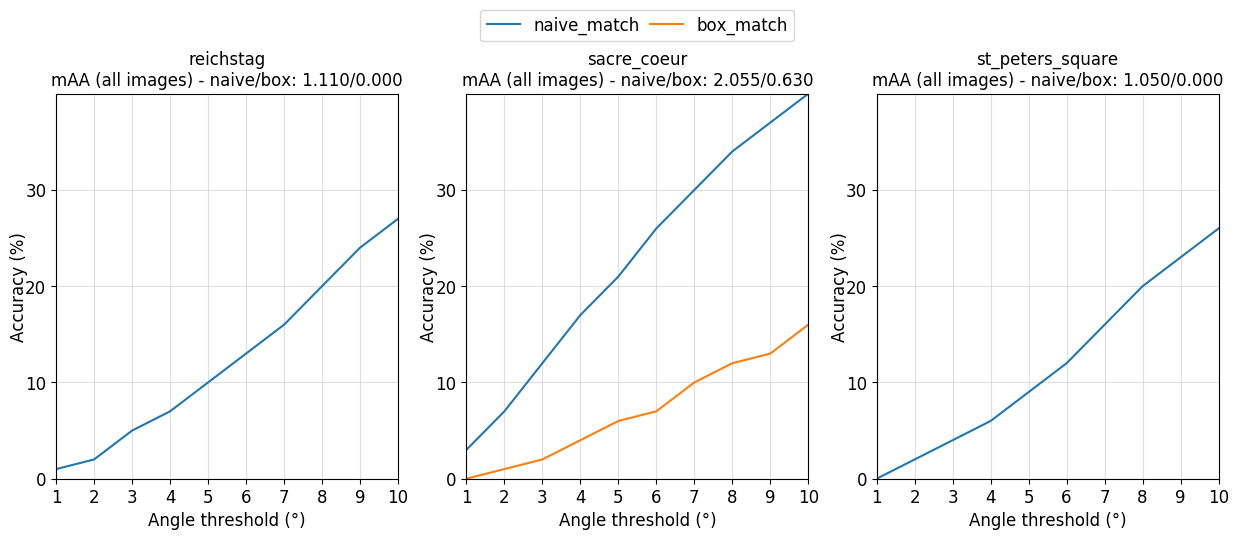 naive_match box_match
reichstag
mAA (all images) - naive/box: 1.110/0.000
30
20
10
0
Accuracy (%)
1 2 3 4 5 6 7 8 9 10
Angle threshold (°)
sacre_coeur
mAA (all images) - naive/box: 2.055/0.630
30
20
10
0
Accuracy (%)
1 2 3 4 5 6 7 8 9 10
Angle threshold (°)
st_peters_square
mAA (all images) - naive/box: 1.050/0.000
30
20
10
0
Accuracy (%)
1 2 3 4 5 6 7 8 9 10
Angle threshold (°)